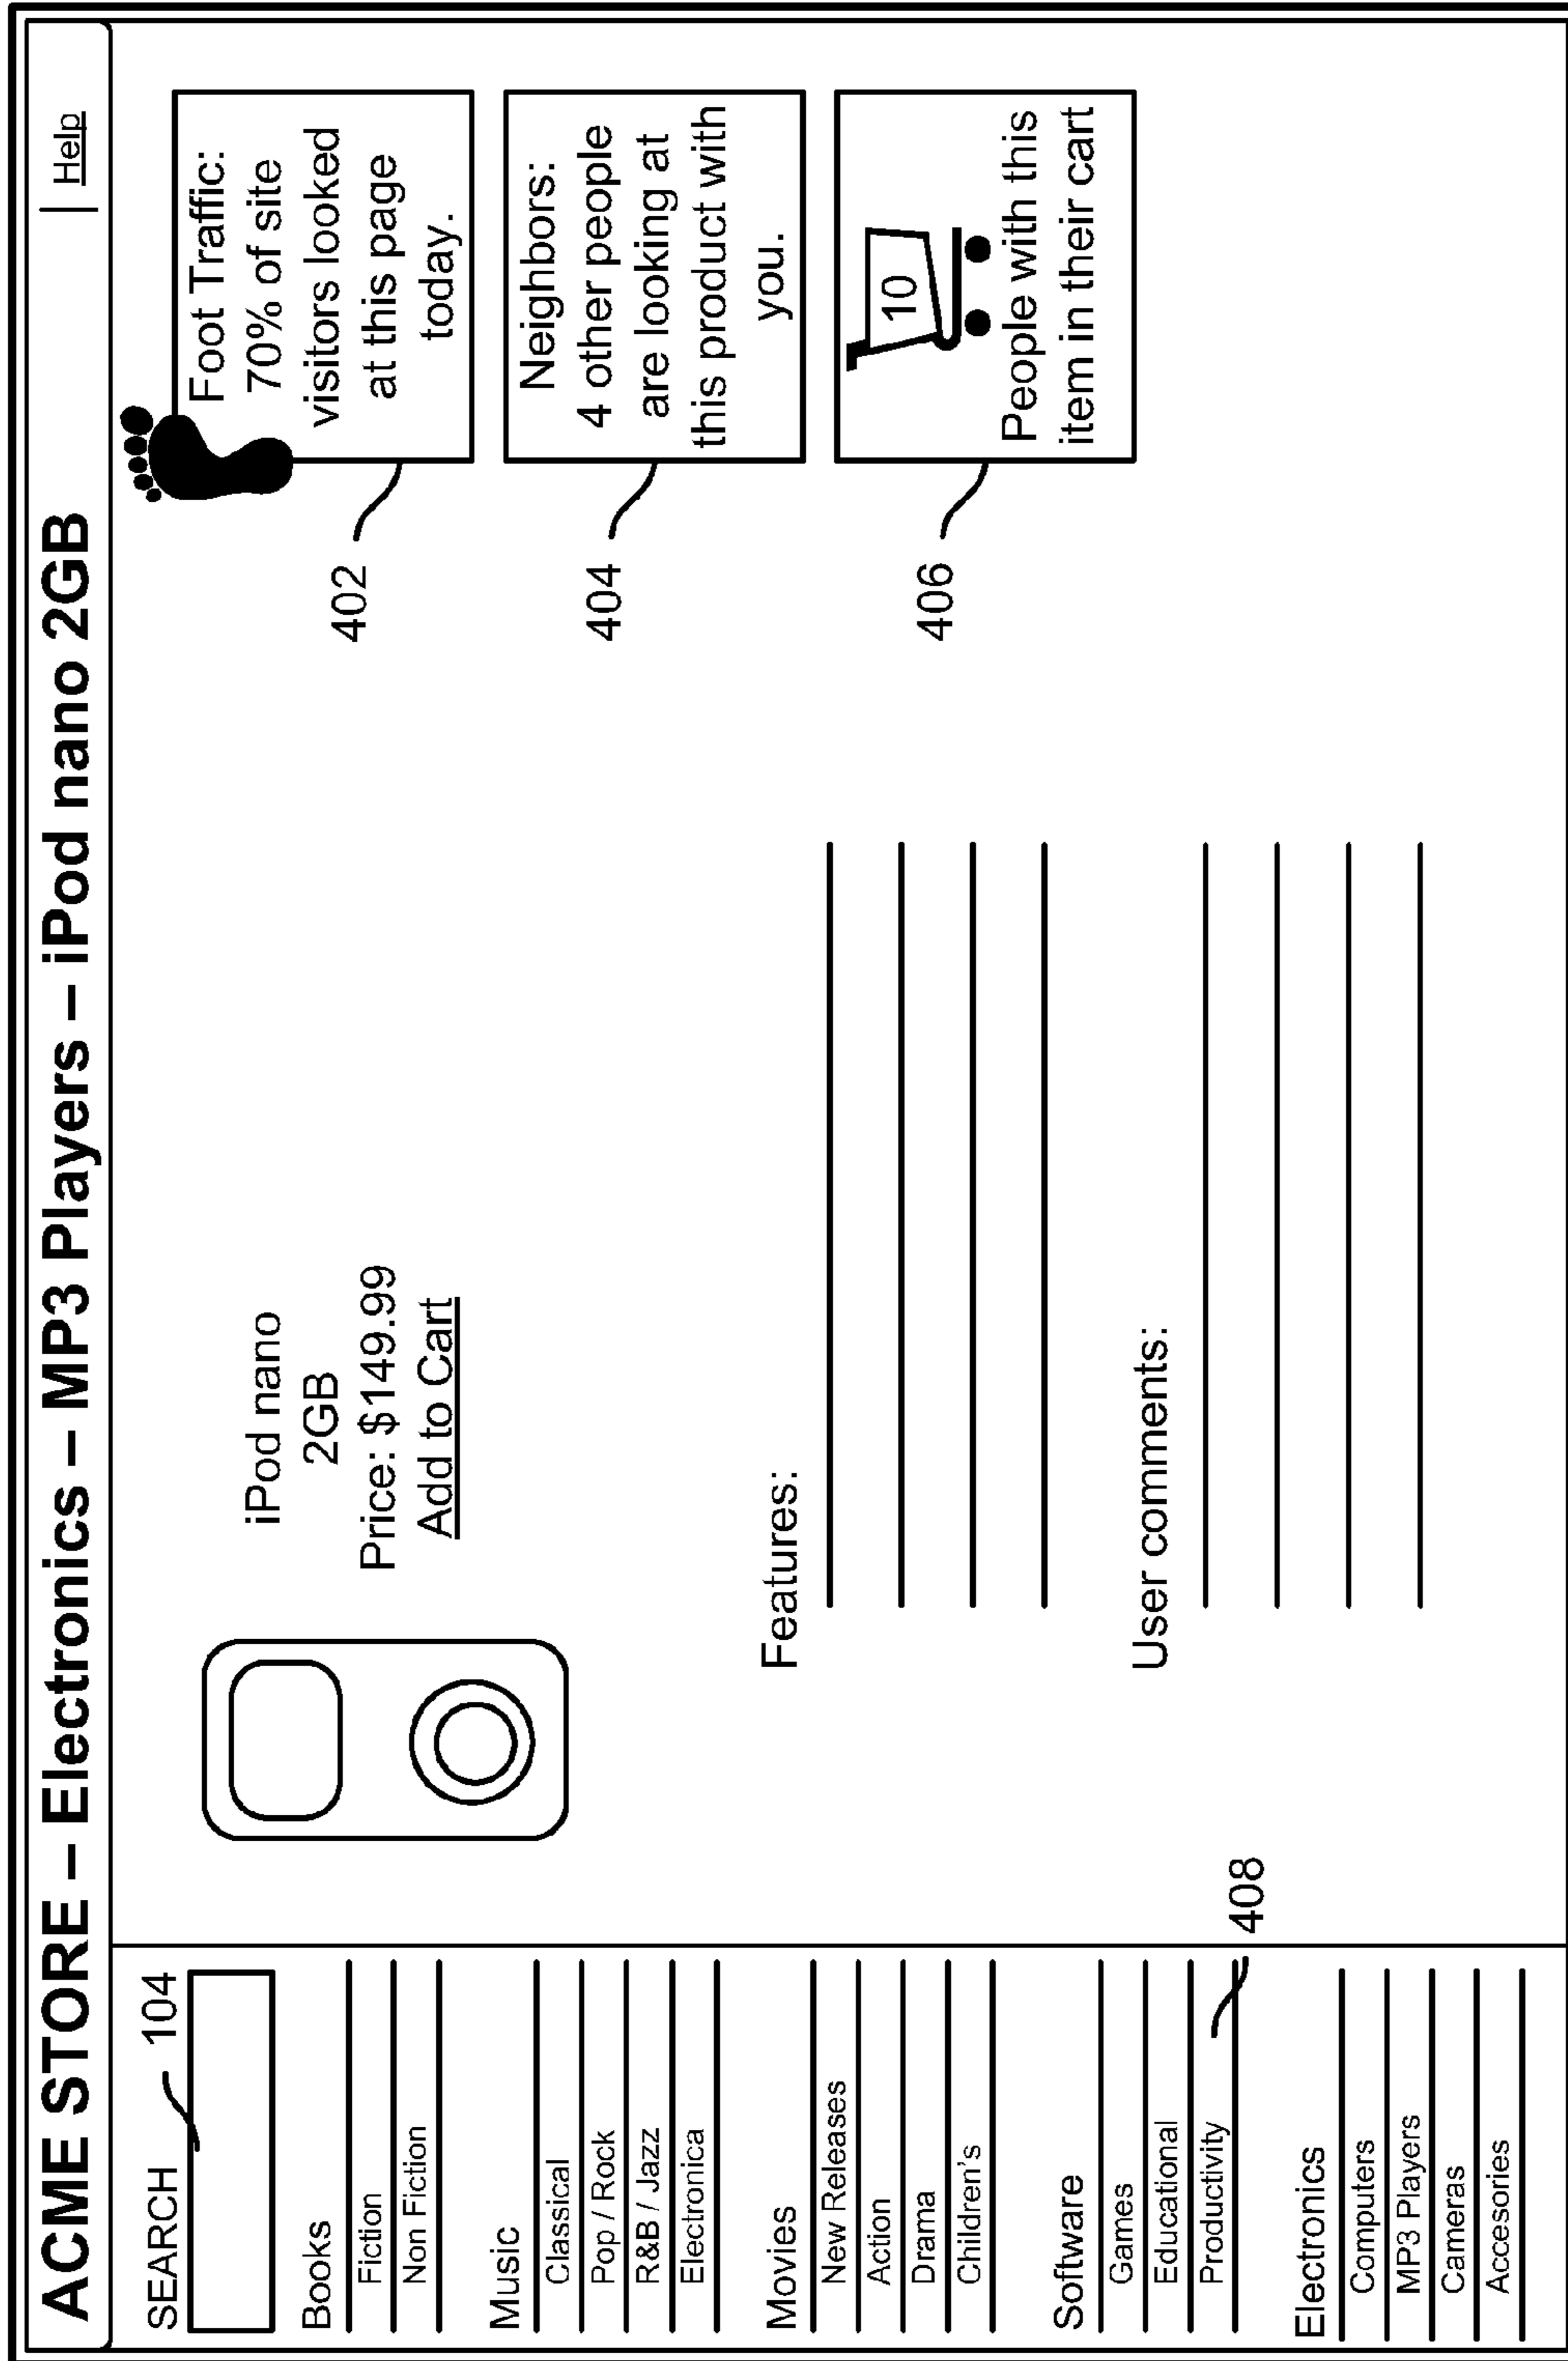 ACME STORE – Electronics – MP3 Players – iPod nano 2GB
Help
SEARCH
104
Books
Fiction
Non Fiction
Music
Classical
Pop / Rock
R&B / Jazz
Electronica
Movies
New Releases
Action
Drama
Children's
Software
Games
Educational
Productivity
408
Electronics
Computers
MP3 Players
Cameras
Accesories
iPod nano
2GB
Price: $149.99
Add to Cart
Features:
User comments:
402
Foot Traffic:
70% of site
visitors looked
at this page
today.
404
Neighbors:
4 other people
are looking at
this product with
you.
406
10
People with this
item in their cart